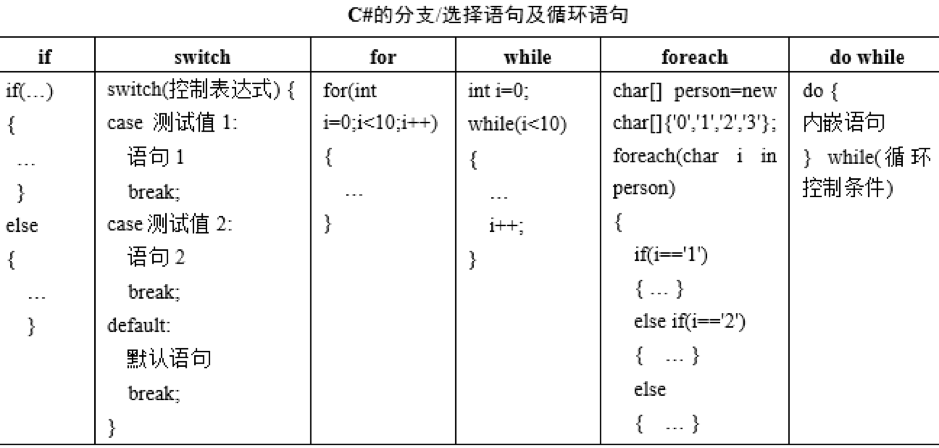 C#的分支/选择语句及循环语句
if
switch
for
while
foreach
do while
if(…)
{
…
}
else
{
…
}
switch(控制表达式) {
case 测试值 1:
语句 1
break;
case 测试值 2:
语句 2
break;
default:
默认语句
break;
}
for(int
i=0;i<10;i++)
{
…
}
int i=0;
while(i<10)
{
…
i++;
}
char[] person=new
char[]{'0','1','2','3'};
foreach(char i in
person)
{
if(i=='1')
{ … }
else if(i=='2')
{ … }
else
{ … }
do {
内嵌语句
} while(循环
控制条件)